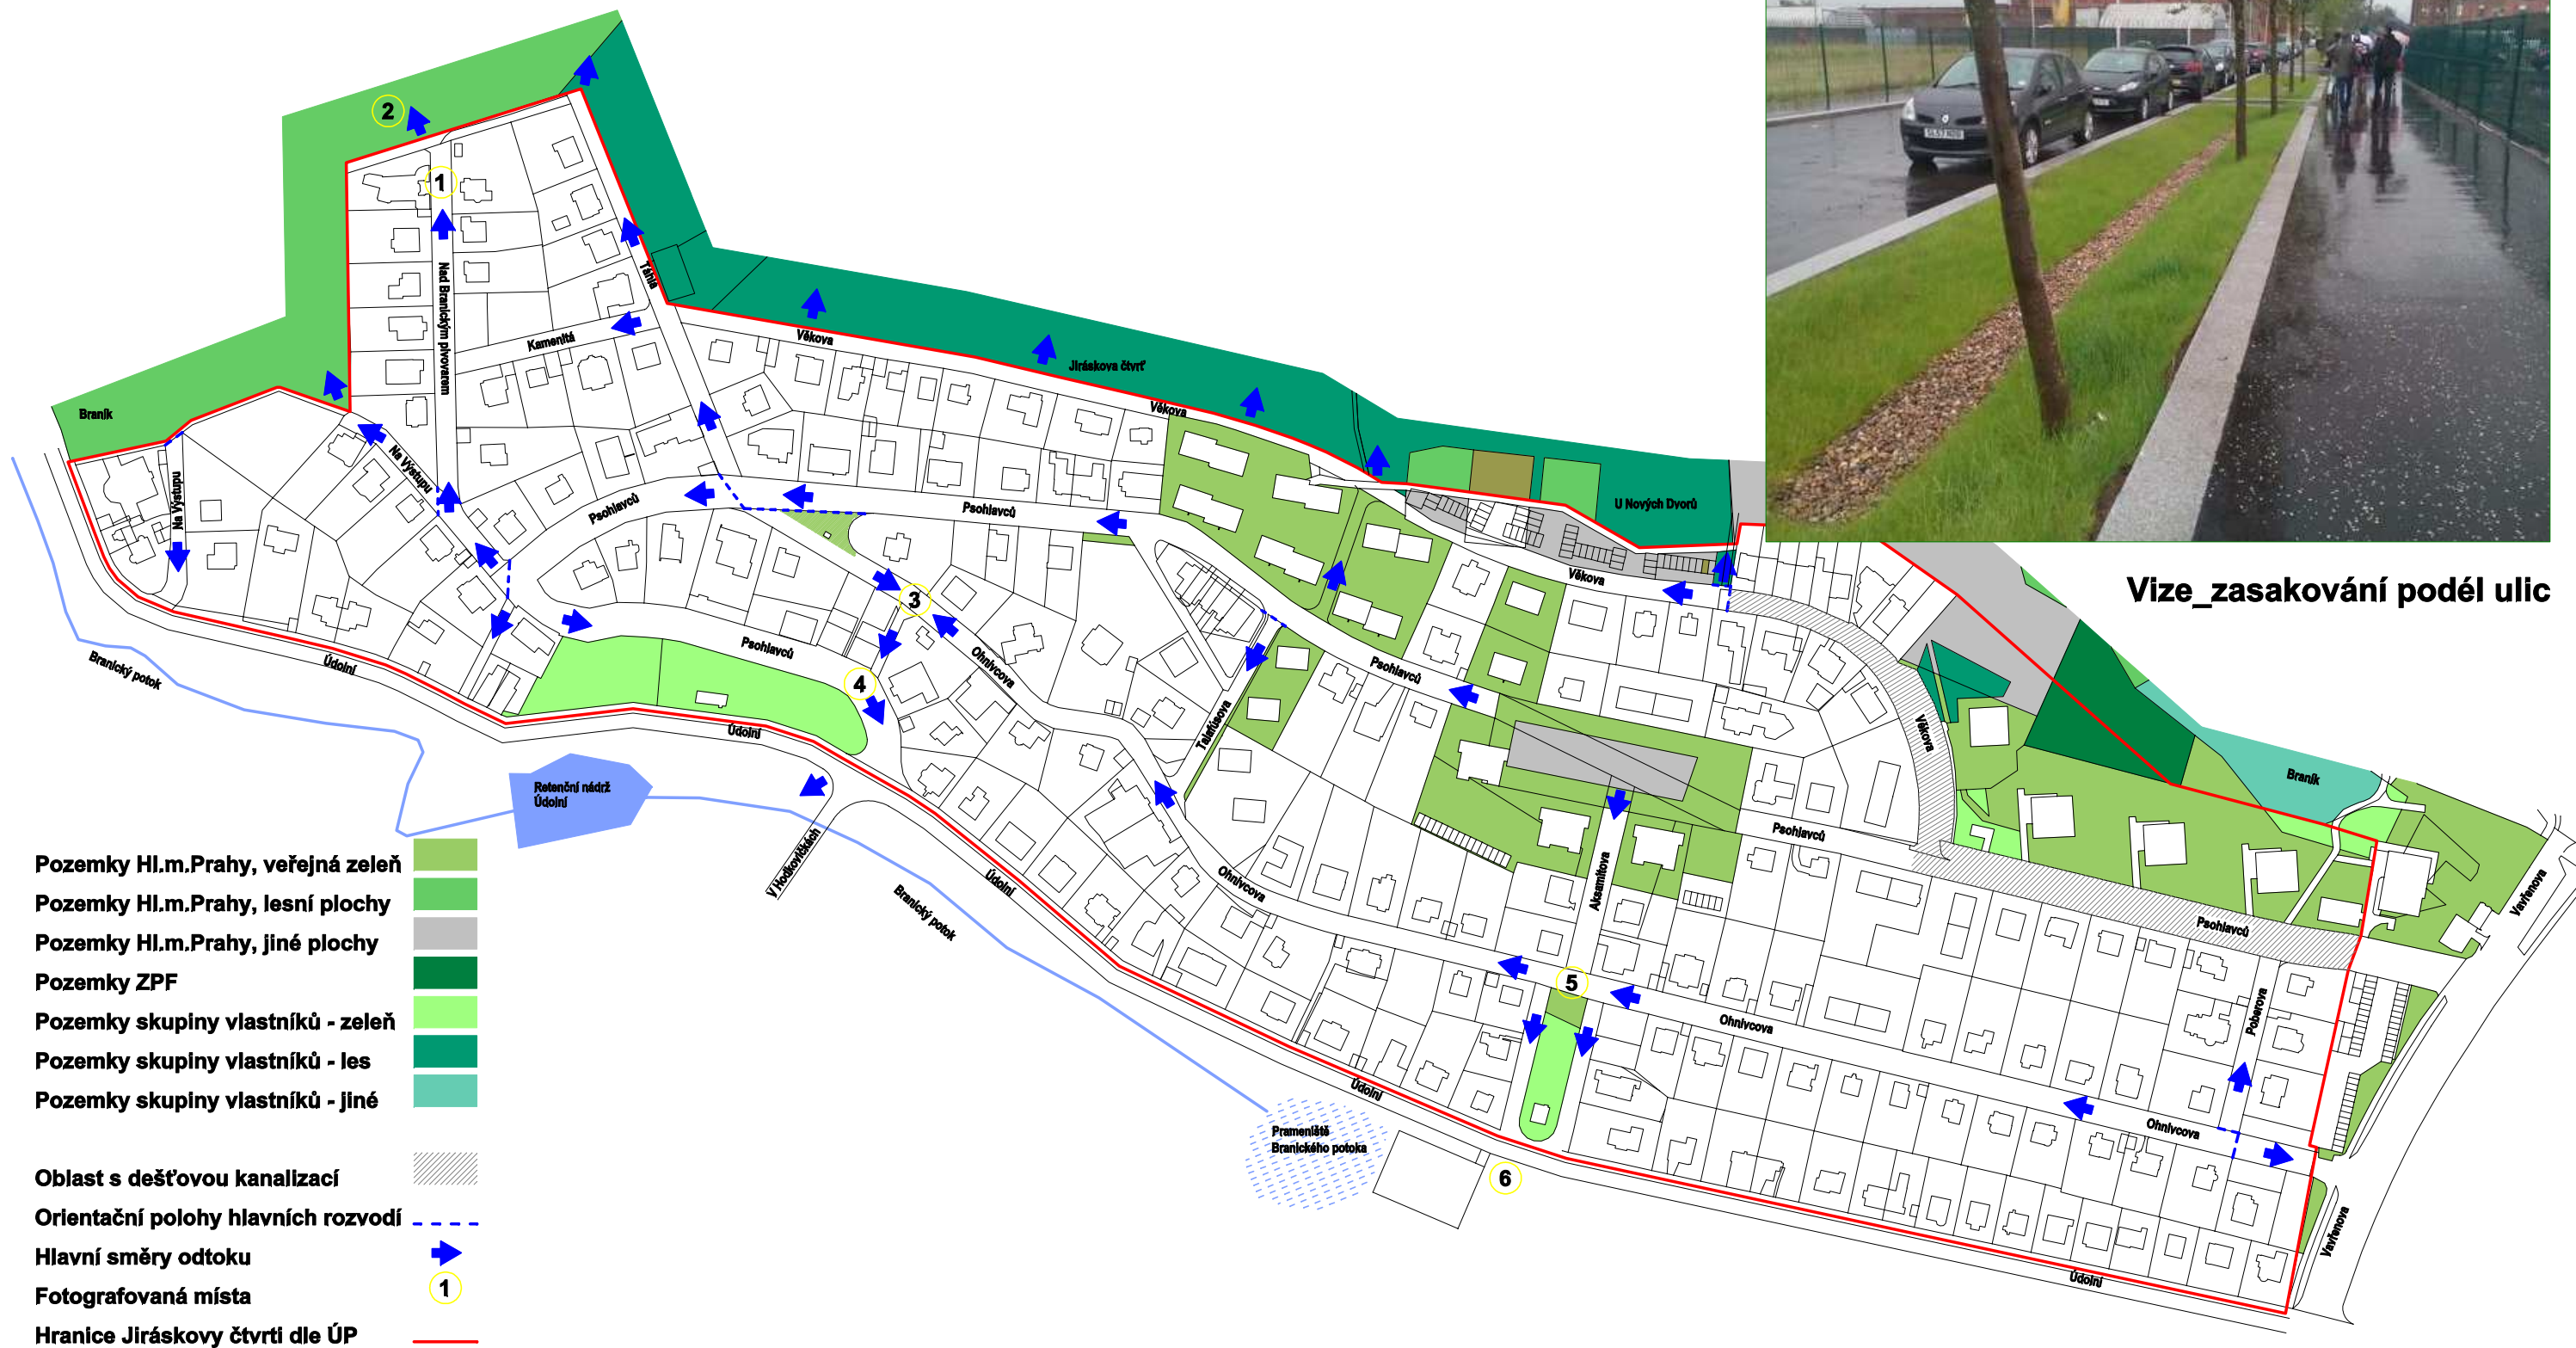 2
1
Nad Branickým pivovarem
Táhla
Kamenitá
Věkova
Jiráskova čtvrť
Věkova
Braník
Na Výstupu
Na Výstupu
Psohlavců
Psohlavců
U Nových Dvorů
Věkova
Vize_zasakování podél ulic
3
4
Psohlavců
Ohnivcova
Psohlavců
Branický potok
Údolní
Údolní
Talafúsova
Věkova
Braník
Retenční nádrž
Údolní
V Hodkovičkách
Branický potok
Údolní
Ohnivcova
Aksamitova
Psohlavců
Psohlavců
Vavřenova
5
Ohnivcova
Poberova
Ohnivcova
Údolní
Prameniště
Branického potoka
6
Vavřenova
Údolní
Pozemky Hl.m.Prahy, veřejná zeleň
Pozemky Hl.m.Prahy, lesní plochy
Pozemky Hl.m.Prahy, jiné plochy
Pozemky ZPF
Pozemky skupiny vlastníků - zeleň
Pozemky skupiny vlastníků - les
Pozemky skupiny vlastníků - jiné
Oblast s dešťovou kanalizací
Orientační polohy hlavních rozvodí
Hlavní směry odtoku
Fotografovaná místa
1
Hranice Jiráskovy čtvrti dle ÚP